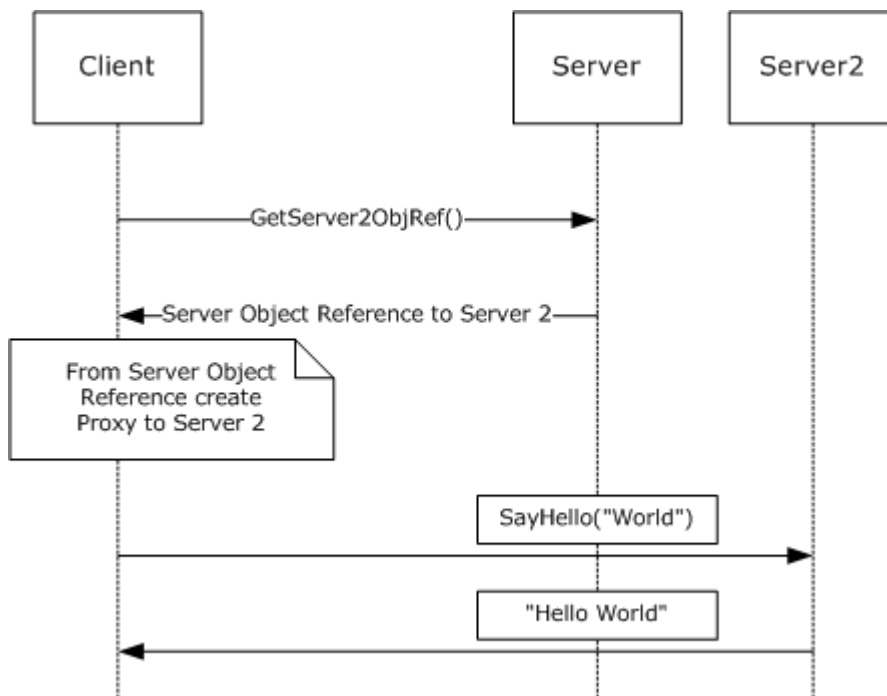 Client
Server
Server2
GetServer2ObjRef()
Server Object Reference to Server 2
From Server Object
Reference create
Proxy to Server 2
SayHello("World")
"Hello World"